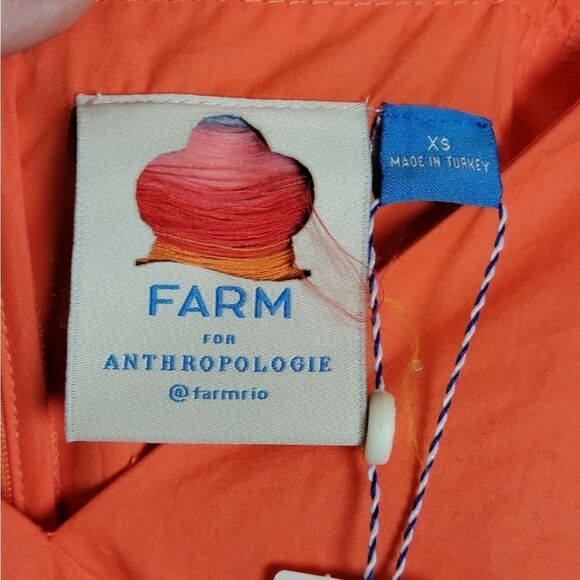 FARM
FOR
ANTHROPOLOGIE
@farmrio
XS
MADE IN TURKEY